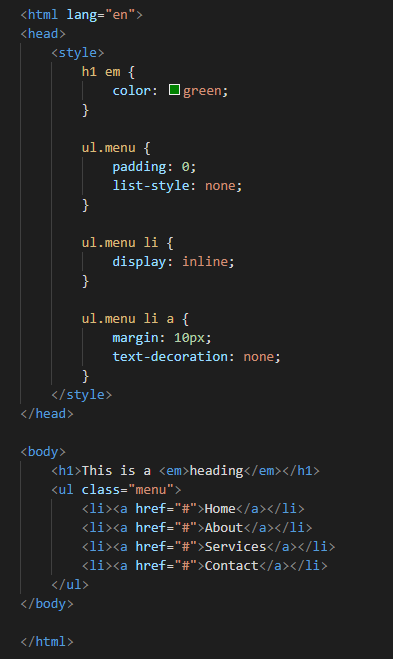 <html lang="en">
<head>
    <style>
        h1 em {
            color: green;
        }

        ul.menu {
            padding: 0;
            list-style: none;
        }

        ul.menu li {
            display: inline;
        }

        ul.menu li a {
            margin: 10px;
            text-decoration: none;
        }
    </style>
</head>

<body>
    <h1>This is a <em>heading</em></h1>
    <ul class="menu">
        <li><a href="#">Home</a></li>
        <li><a href="#">About</a></li>
        <li><a href="#">Services</a></li>
        <li><a href="#">Contact</a></li>
    </ul>
</body>

</html>